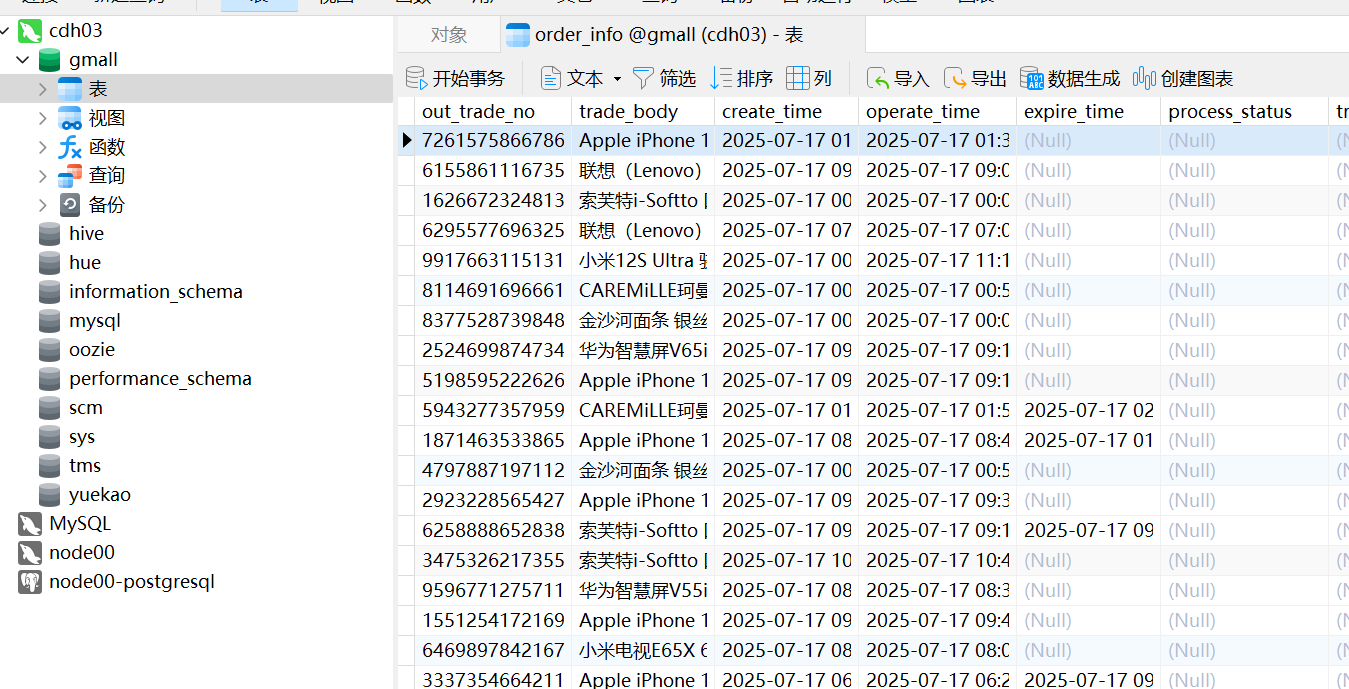 cdh03
gmall
表
视图
函数
查询
备份
hive
hue
information_schema
mysql
oozie
performance_schema
scm
sys
tms
yuekao
MySQL
node00
node00-postgresql
对象 order_info @gmall (cdh03) - 表
开始事务 文本 筛选 排序 列 导入 导出 数据生成 创建图表
out_trade_no trade_body create_time operate_time expire_time process_status tr
7261575866786 Apple iPhone 1 2025-07-17 01 2025-07-17 01:3 (Null) (Null)
6155861116735 联想（Lenovo） 2025-07-17 09 2025-07-17 09:0 (Null) (Null)
1626672324813 索芙特i-Softto 2025-07-17 00 2025-07-17 00:0 (Null) (Null)
6295577696325 联想（Lenovo） 2025-07-17 07 2025-07-17 07:0 (Null) (Null)
9917663115131 小米12S Ultra 2025-07-17 00 2025-07-17 11:1 (Null) (Null)
8114691696661 CAREMiLLE珂曼 2025-07-17 00 2025-07-17 00:5 (Null) (Null)
8377528739848 金沙河面条 银丝 2025-07-17 00 2025-07-17 00:0 (Null) (Null)
2524699874734 华为智慧屏V65i 2025-07-17 09 2025-07-17 09:1 (Null) (Null)
5198595222626 Apple iPhone 1 2025-07-17 09 2025-07-17 09:1 (Null) (Null)
5943277357959 CAREMiLLE珂曼 2025-07-17 01 2025-07-17 01:5 2025-07-17 02 (Null)
1871463533865 Apple iPhone 1 2025-07-17 08 2025-07-17 08:4 2025-07-17 01 (Null)
4797887197112 金沙河面条 银丝 2025-07-17 00 2025-07-17 00:5 (Null) (Null)
2923228565427 Apple iPhone 1 2025-07-17 09 2025-07-17 09:3 (Null) (Null)
6258888652838 索芙特i-Softto 2025-07-17 09 2025-07-17 09:1 2025-07-17 09 (Null)
3475326217355 索芙特i-Softto 2025-07-17 10 2025-07-17 10:4 (Null) (Null)
9596771275711 华为智慧屏V55i 2025-07-17 08 2025-07-17 08:3 (Null) (Null)
1551254172169 Apple iPhone 1 2025-07-17 09 2025-07-17 09:4 (Null) (Null)
6469897842167 小米电视E65X 6 2025-07-17 08 2025-07-17 08:0 (Null) (Null)
3337354664211 Apple iPhone 1 2025-07-17 06 2025-07-17 06:2 2025-07-17 09 (Null)